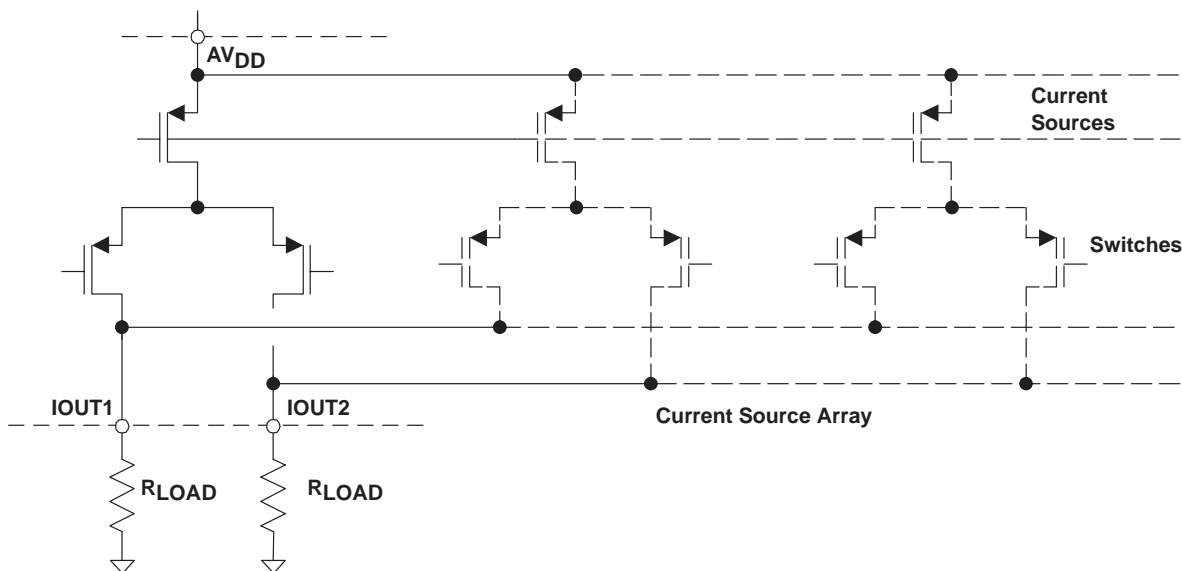 AVDD
Current
Sources
Switches
IOUT1
IOUT2
Current Source Array
RLOAD
RLOAD